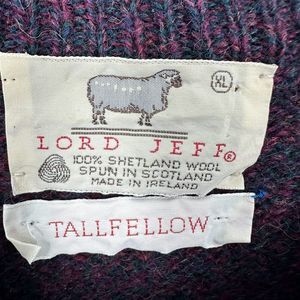 XL
LORD JEFF®
100% SHETLAND WOOL
SPUN IN SCOTLAND
MADE IN IRELAND
TALLFELLOW